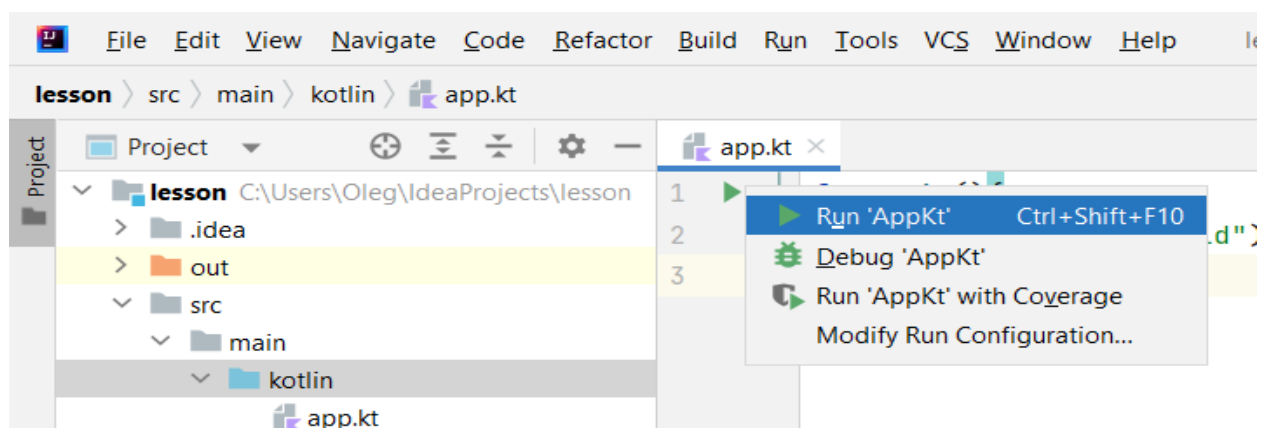 File Edit View Navigate Code Refactor Build Run Tools VCS Window Help
lesson 〉 src 〉 main 〉 kotlin 〉 app.kt
Project
Project
app.kt
lesson C:\Users\Oleg\IdeaProjects\lesson
.idea
out
src
main
kotlin
app.kt
1
2 d")
3
Run 'AppKt' Ctrl+Shift+F10
Debug 'AppKt'
Run 'AppKt' with Coverage
Modify Run Configuration...